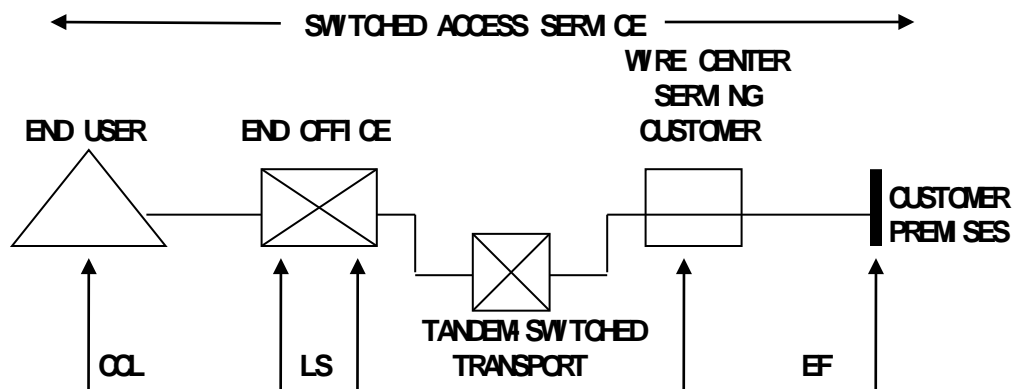 SWITCHED ACCESS SERVICE
WIRE CENTER
SERVING
CUSTOMER
END USER
END OFFICE
CUSTOMER
PREMISES
TANDEM-SWITCHED
TRANSPORT
CCL
LS
EF